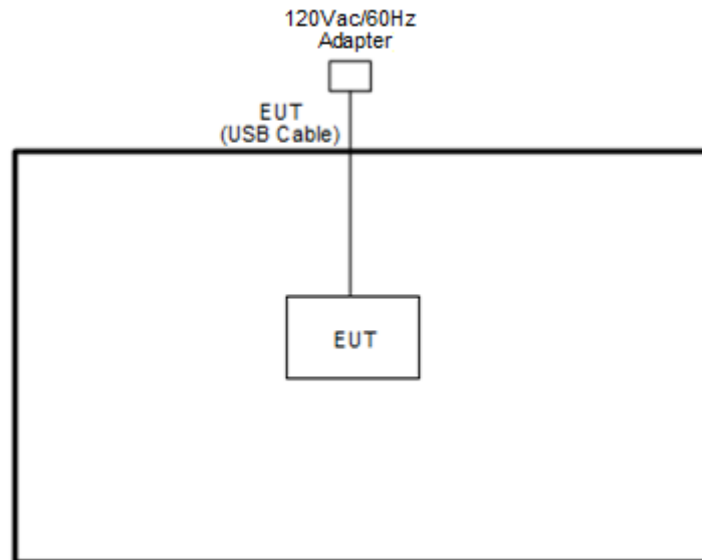 120Vac/60Hz
Adapter
EUT
(USB Cable)
EUT